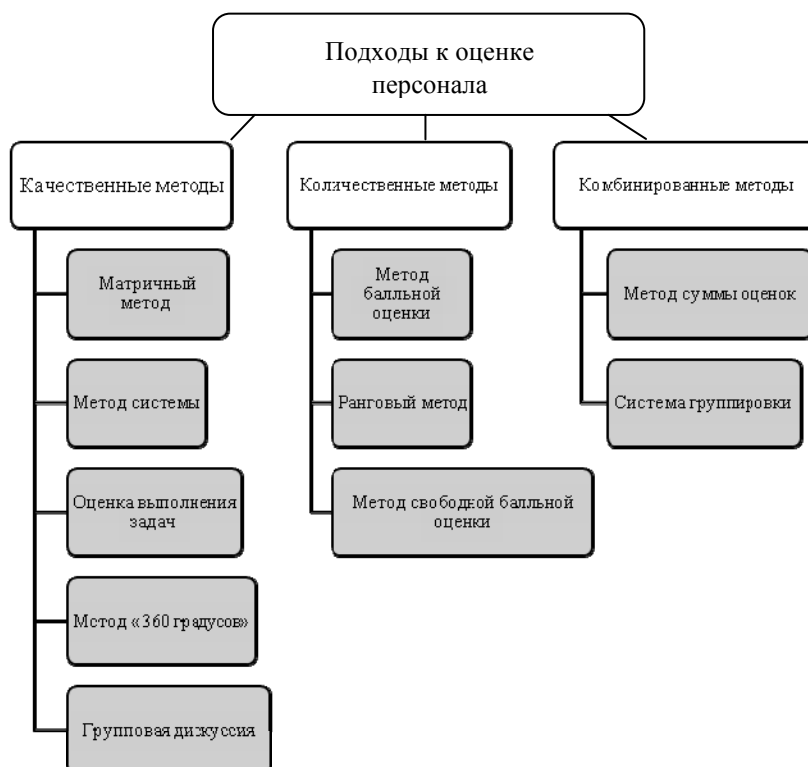 Подходы к оценке
персонала
Качественные методы
Количественные методы
Комбинированные методы
Матричный
метод
Метод системы
Оценка выполнения
задач
Метод «360 градусов»
Групповая дискуссия
Метод
балльной
оценки
Ранговый метод
Метод свободной балльной
оценки
Метод суммы оценок
Система группировки